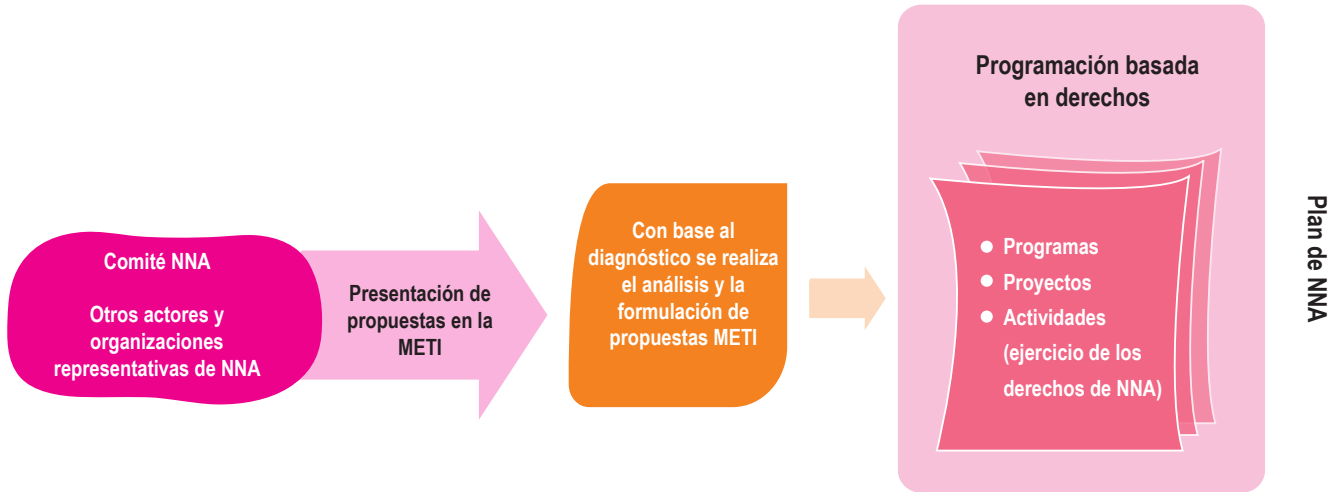 Comité NNA
Otros actores y
organizaciones
representativas de NNA
Presentación de
propuestas en la
METI
Con base al
diagnóstico se realiza
el análisis y la
formulación de
propuestas METI
Programación basada
en derechos
● Programas
● Proyectos
● Actividades
(ejercicio de los
derechos de NNA)
Plan de NNA